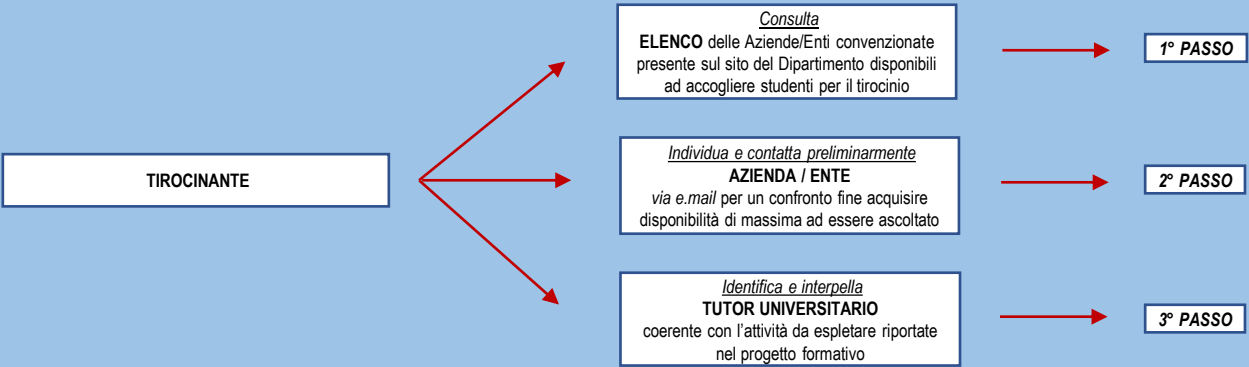 Consulta
ELENCO delle Aziende/Enti convenzionate
presente sul sito del Dipartimento disponibili
ad accogliere studenti per il tirocinio
1° PASSO
TIROCINANTE
Individua e contatta preliminarmente
AZIENDA / ENTE
via e.mail per un confronto fine acquisire
disponibilità di massima ad essere ascoltato
2° PASSO
Identifica e interpella
TUTOR UNIVERSITARIO
coerente con l'attività da espletare riportate
nel progetto formativo
3° PASSO